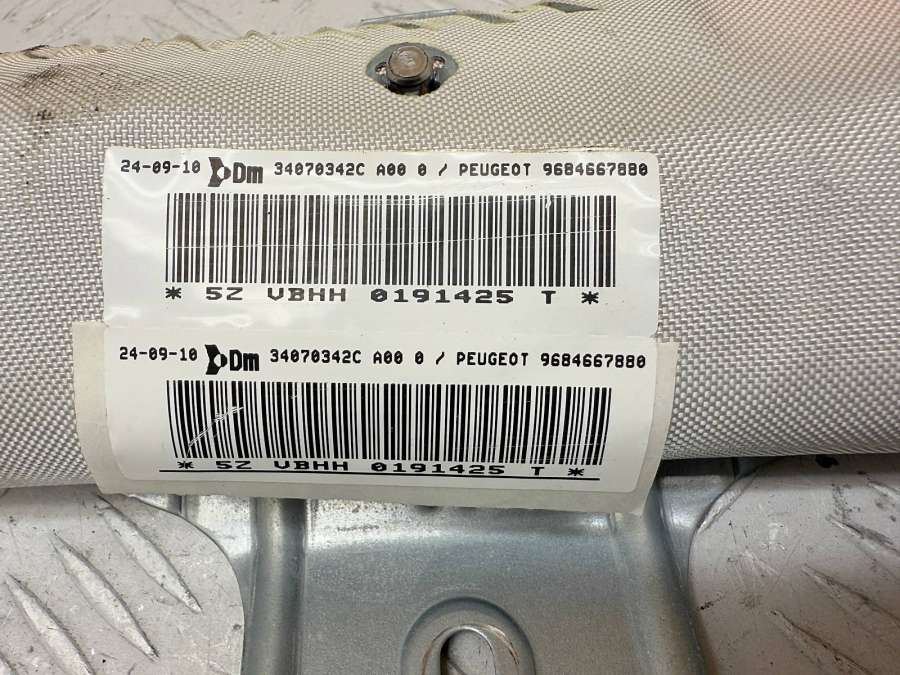 24-09-10 Dm 34070342C A00 0 / PEUGEOT 9684667880
* 5Z VBHH 0191425 T *
24-09-10 Dm 34070342C A00 0 / PEUGEOT 9684667880
* 5Z VBHH 0191425 T *